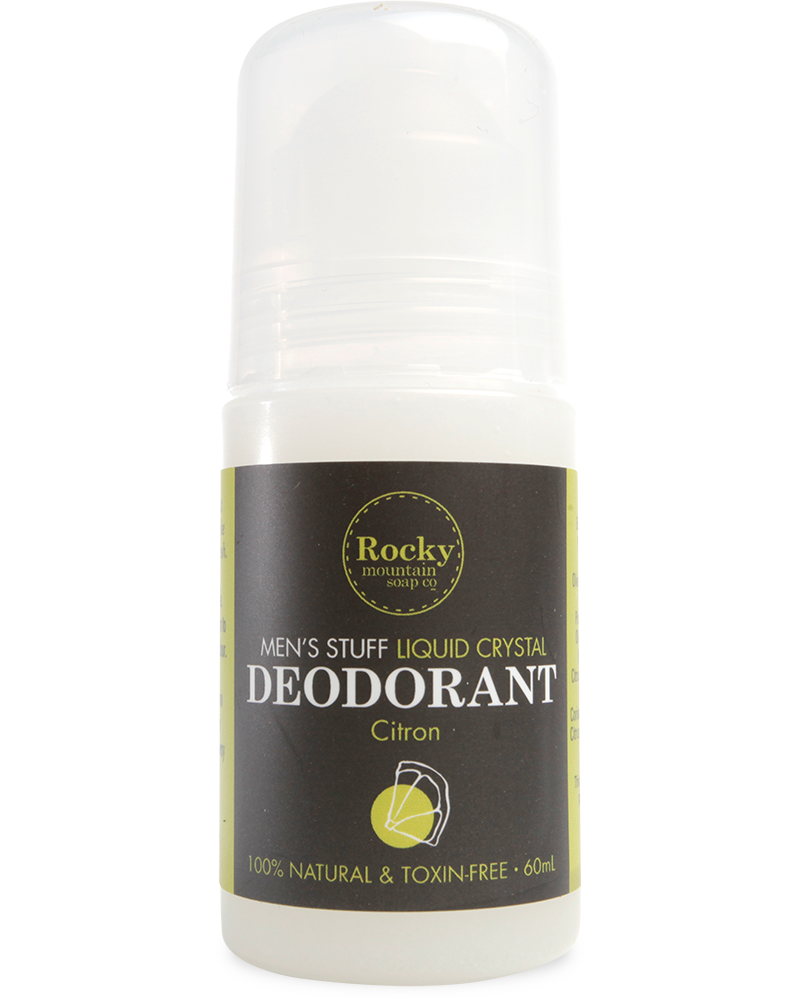 Rocky
mountain
soap co
MEN'S STUFF LIQUID CRYSTAL
DEODORANT
Citron
100% NATURAL & TOXIN-FREE • 60mL